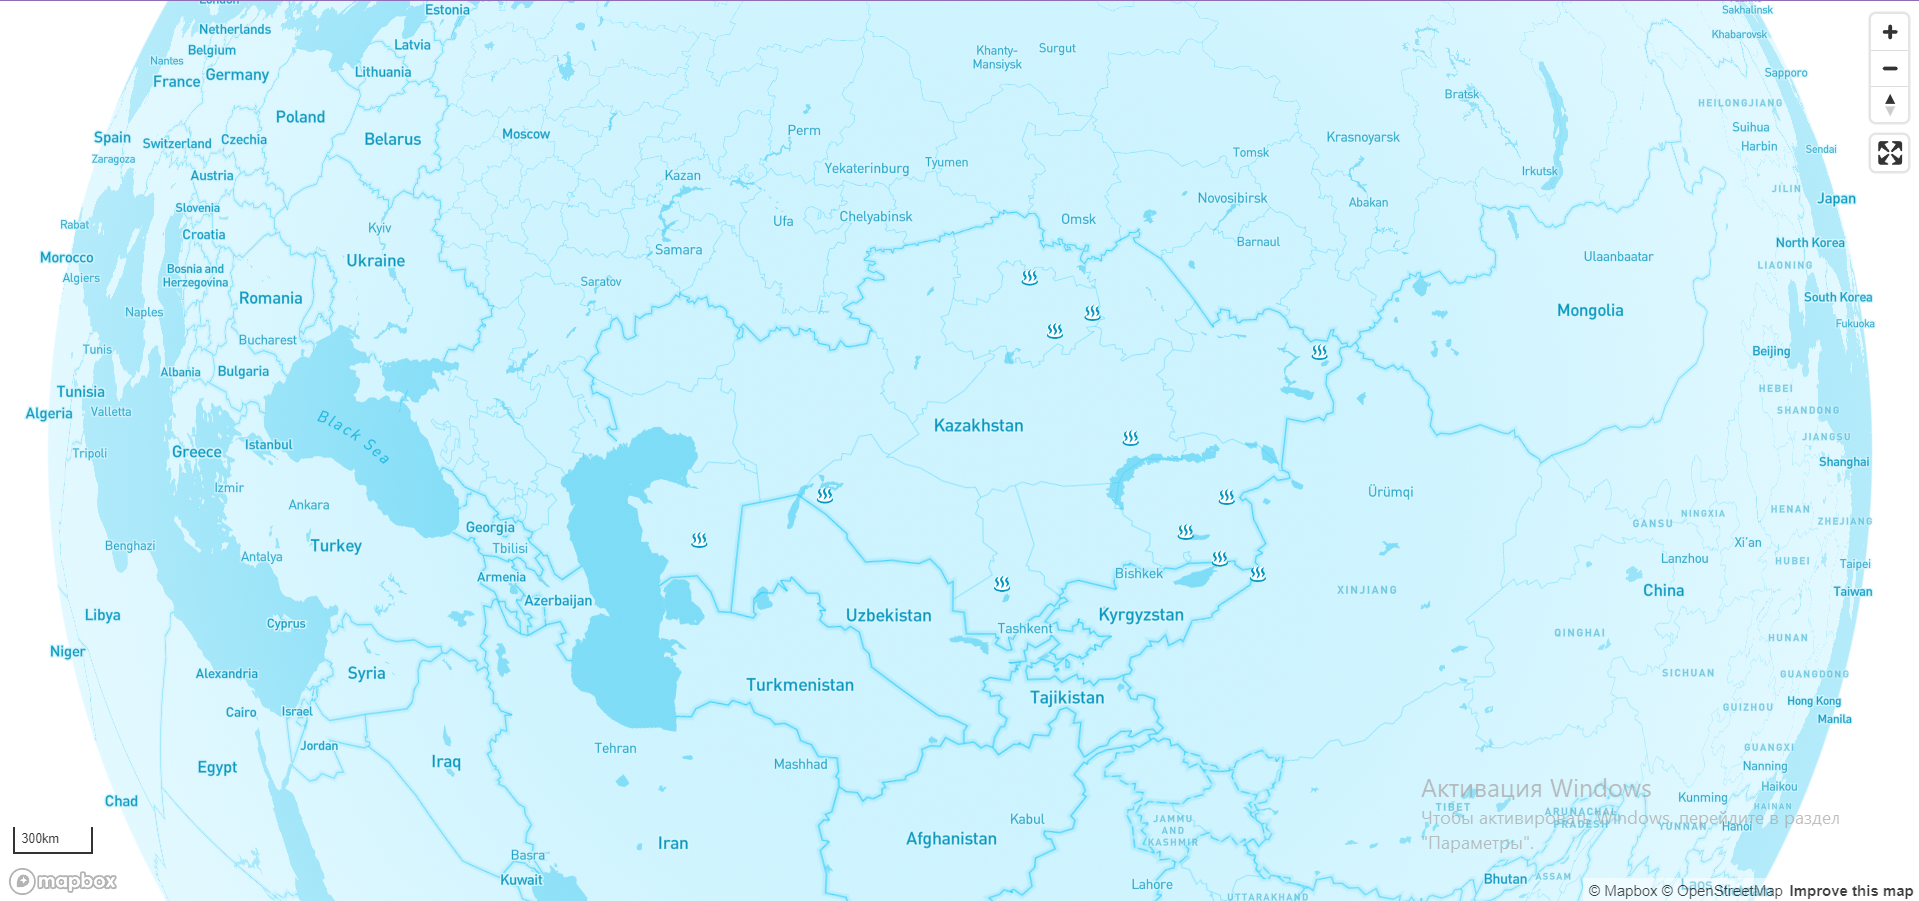 London
Estonia
Sakhalinsk
Netherlands
Khabarovsk
Latvia
Belgium
Khanty-
Mansiysk
Surgut
Nantes
Lithuania
Sapporo
France
Germany
Bratsk
HEILONGJIANG
Poland
Suihua
Perm
Moscow
Spain
Switzerland
Czechia
Belarus
Krasnoyarsk
Harbin
Sendai
Zaragoza
Tomsk
Yekaterinburg
Tyumen
Irkutsk
Austria
Kazan
JILIN
Slovenia
Novosibirsk
Abakan
Japan
Rabat
Kyiv
Ufa
Chelyabinsk
Omsk
Croatia
Samara
Barnaul
North Korea
Morocco
Ukraine
Ulaanbaatar
LIAONING
Algiers
Bosnia and
Herzegovina
Saratov
Romania
South Korea
Naples
Mongolia
Fukuoka
Bucharest
Tunis
Beijing
Albania
Bulgaria
Tunisia
HEBEI
Algeria
Valletta
SHANDONG
Black Sea
Kazakhstan
Istanbul
JIANGSU
Tripoli
Greece
Shanghai
Izmir
Ürümqi
Ankara
HENAN
NINGXIA
Georgia
GANSU
ZHEJIANG
Benghazi
Turkey
Tbilisi
Xi'an
Antalya
Lanzhou
HUBEI
Taipei
Armenia
Bishkek
XINJIANG
China
Taiwan
Azerbaijan
Libya
Uzbekistan
Kyrgyzstan
Cyprus
Tashkent
QINGHAI
HUNAN
Niger
Alexandria
Syria
SICHUAN
GUANGDONG
Turkmenistan
Tajikistan
Hong Kong
Cairo
Israel
GUIZHOU
Manila
Jordan
Tehran
GUANGXI
Egypt
Iraq
Mashhad
Nanning
Активация Windows
Haikou
Chad
Kunming
TIBET
HAINAN
ARUNACHAL
PRADESH
Чтобы активировать Windows, перейдите в раздел
"Параметры".
YUNNAN
Hanoi
Kabul
JAMMU
AND
KASHMIR
300km
Iran
Afghanistan
Basra
Kuwait
Lahore
Bhutan
ASSAM
UTTARAKHAND
Laos
mapbox
© Mapbox © OpenStreetMap Improve this map